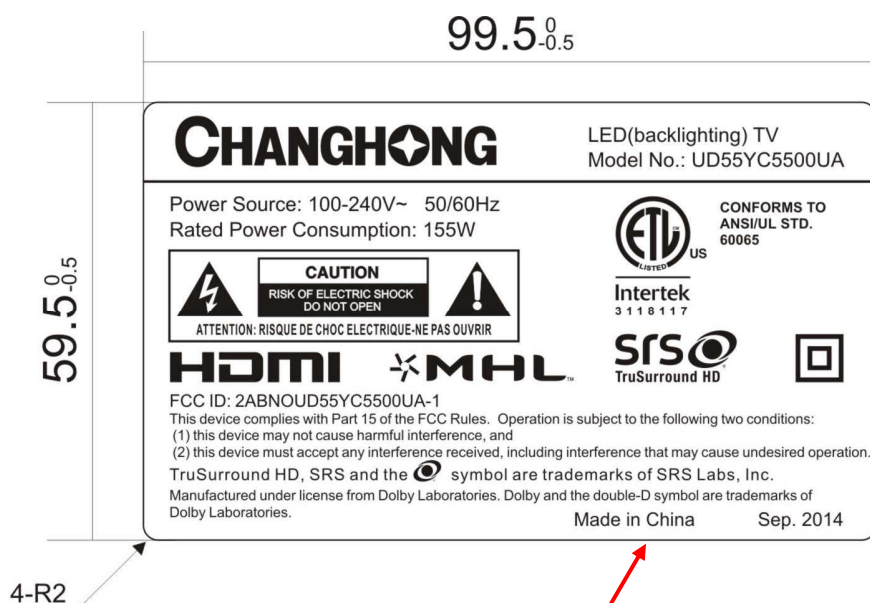 99.5 0 -0.5
59.5 0 -0.5
CHANGHONG
LED(backlighting) TV
Model No.: UD55YC5500UA
Power Source: 100-240V~ 50/60Hz
Rated Power Consumption: 155W
CAUTION
RISK OF ELECTRIC SHOCK
DO NOT OPEN
ATTENTION: RISQUE DE CHOC ELECTRIQUE-NE PAS OUVRIR
ETL
CM
LISTED
US
CONFORMS TO
ANSI/UL STD.
60065
Intertek
3118117
HDMI
MHL
TM
SRS
TruSurround HD
FCC ID: 2ABNOUD55YC5500UA-1
This device complies with Part 15 of the FCC Rules. Operation is subject to the following two conditions:
(1) this device may not cause harmful interference, and
(2) this device must accept any interference received, including interference that may cause undesired operation.
TruSurround HD, SRS and the symbol are trademarks of SRS Labs, Inc.
Manufactured under license from Dolby Laboratories. Dolby and the double-D symbol are trademarks of
Dolby Laboratories.
Made in China Sep. 2014
4-R2